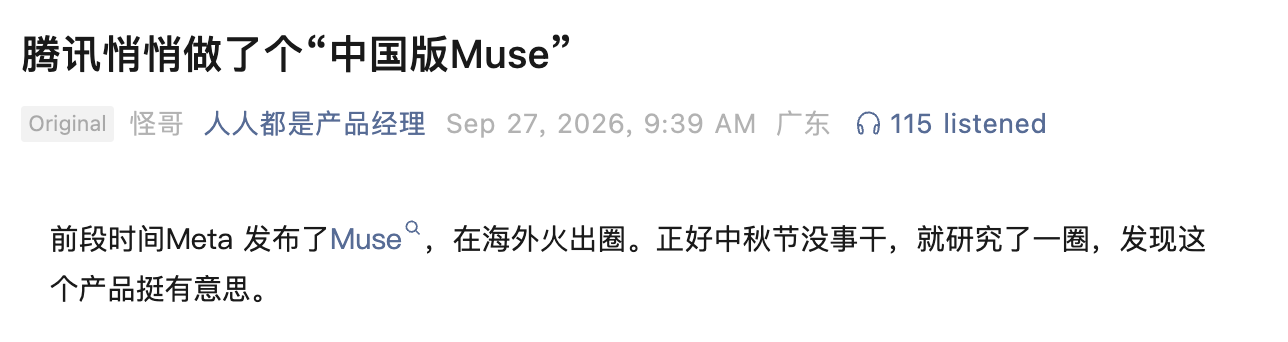 腾讯悄悄做了个“中国版Muse”
Original 怪哥 人人都是产品经理 Sep 27, 2026, 9:39 AM 广东 115 listened
前段时间Meta 发布了Muse，在海外火出圈。正好中秋节没事干，就研究了一圈，发现这
个产品挺有意思。